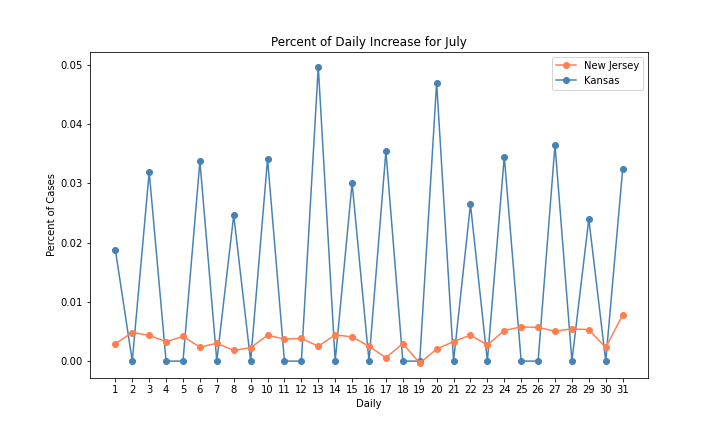 Percent of Daily Increase for July
New Jersey
Kansas
0.05
0.04
0.03
0.02
0.01
0.00
Percent of Cases
1 2 3 4 5 6 7 8 9 10 11 12 13 14 15 16 17 18 19 20 21 22 23 24 25 26 27 28 29 30 31
Daily